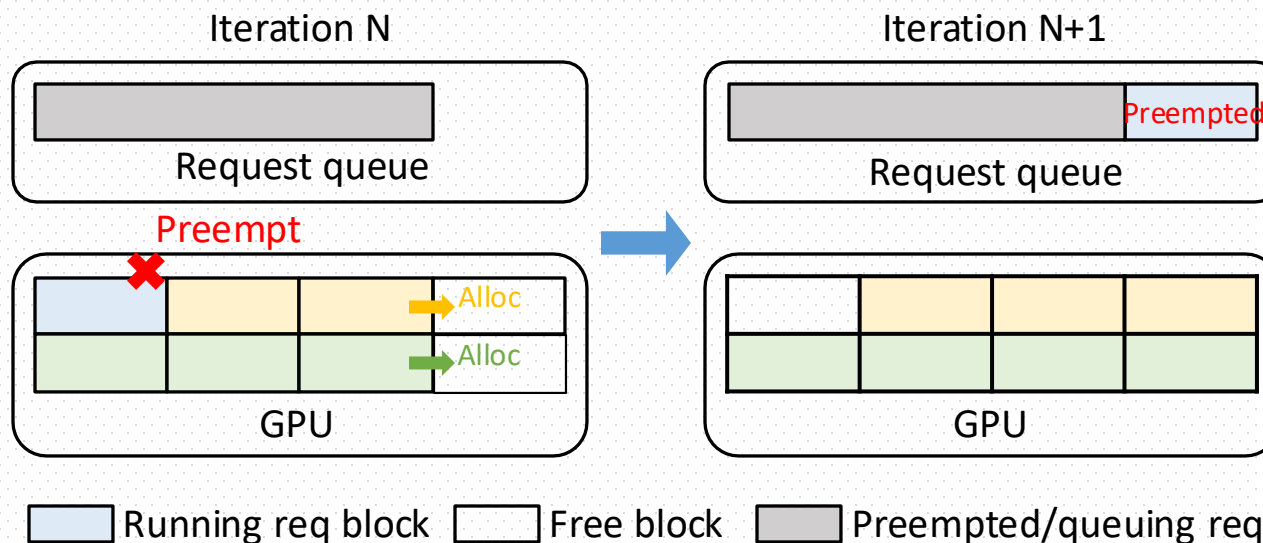 Iteration N
Iteration N+1
Preempted
Request queue
Request queue
Preempt
Alloc
Alloc
GPU
GPU
Running req block
Free block
Preempted/queuing req